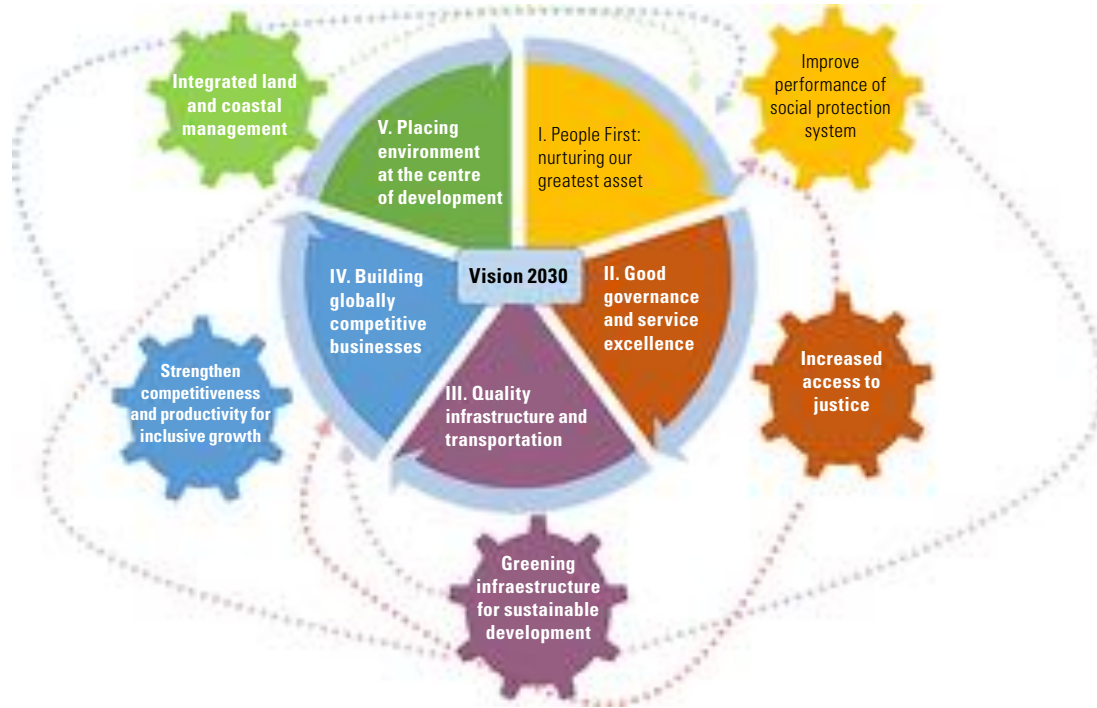 Integrated land
and coastal
management
Improve
performance of
social protection
system
V. Placing
environment
at the centre
of development
I. People First:
nurturing our
greatest asset
Vision 2030
IV. Building
globally
competitive
businesses
II. Good
governance
and service
excellence
III. Quality
infrastructure and
transportation
Strengthen
competitiveness
and productivity for
inclusive growth
Increased
access to
justice
Greening
infraestructure
for sustainable
development